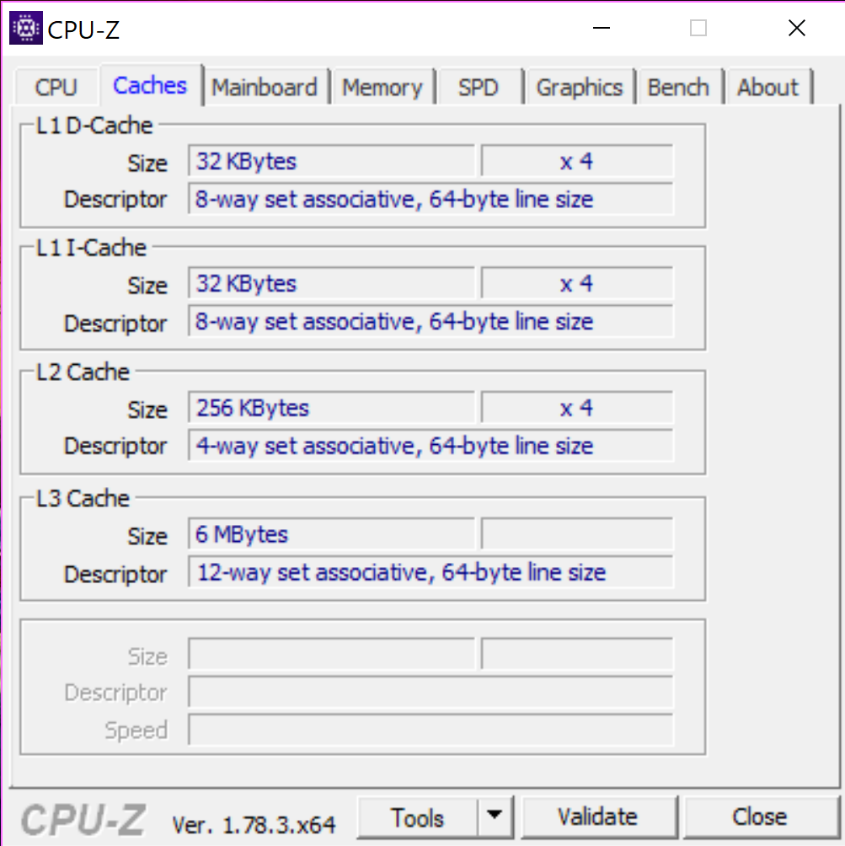 CPU-Z
CPU Caches Mainboard Memory SPD Graphics Bench About
L1 D-Cache
Size 32 KBytes x 4
Descriptor 8-way set associative, 64-byte line size
L1 I-Cache
Size 32 KBytes x 4
Descriptor 8-way set associative, 64-byte line size
L2 Cache
Size 256 KBytes x 4
Descriptor 4-way set associative, 64-byte line size
L3 Cache
Size 6 MBytes
Descriptor 12-way set associative, 64-byte line size
Size
Descriptor
Speed
CPU-Z Ver. 1.78.3.x64 Tools Validate Close